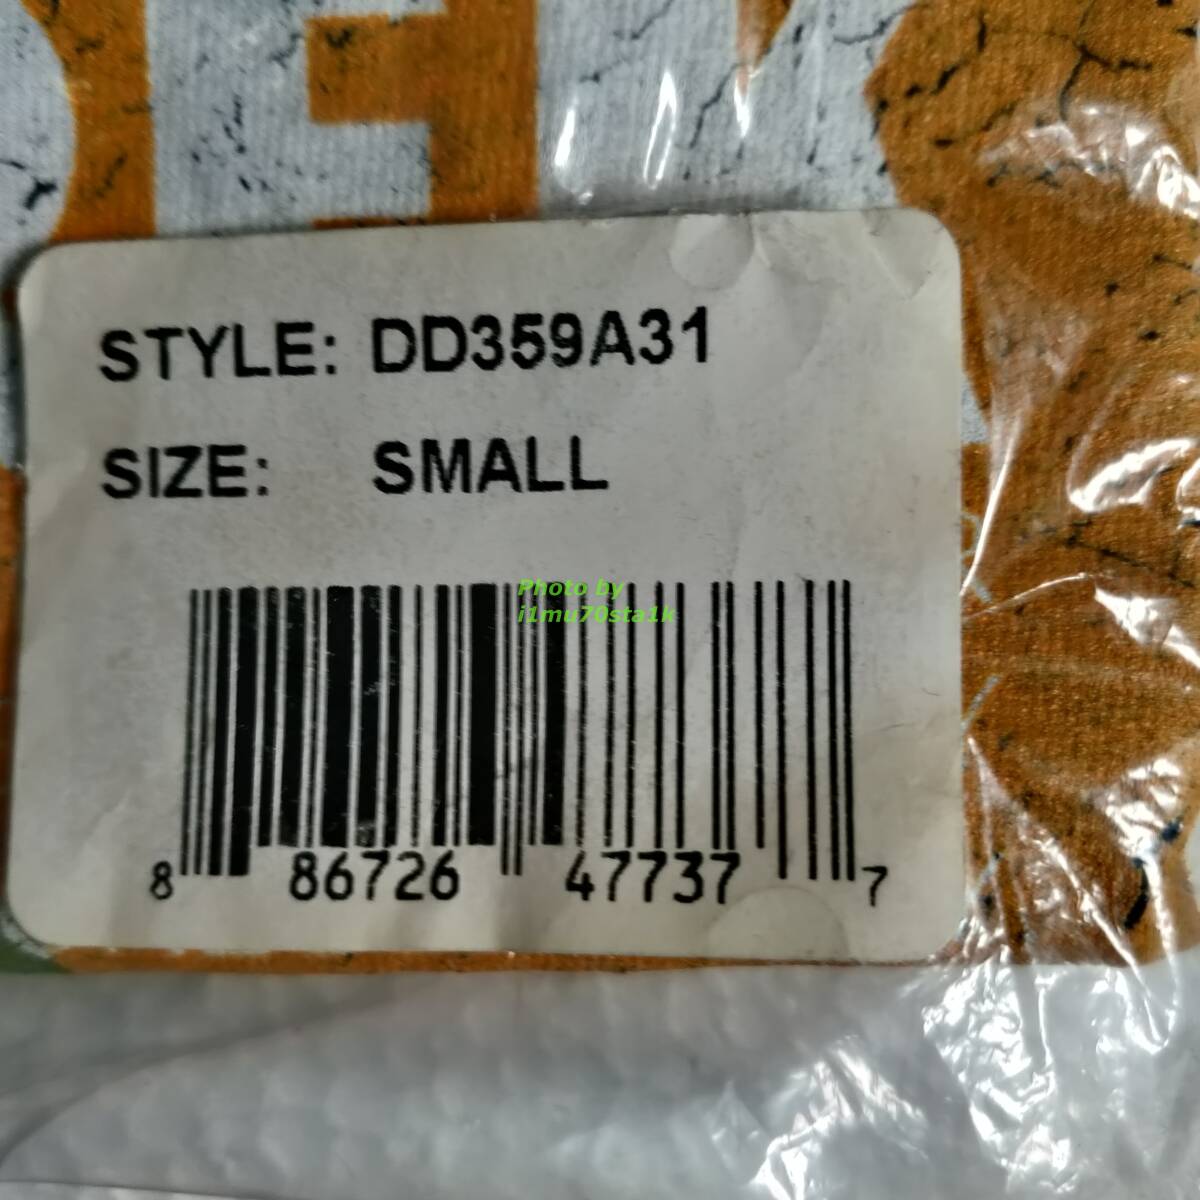 STYLE: DD359A31
SIZE: SMALL
Photo by
i1mu70sta1k
8 86726 47737 7